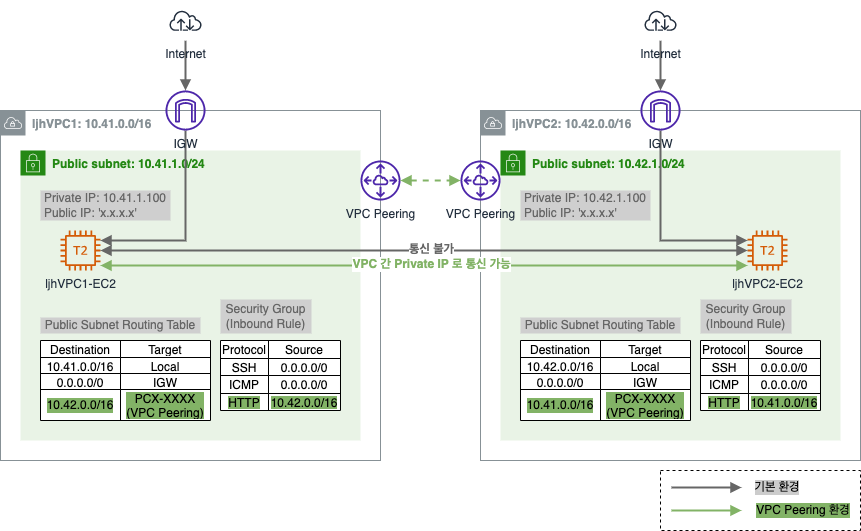 Internet
Internet
ljhVPC1: 10.41.0.0/16
ljhVPC2: 10.42.0.0/16
IGW
IGW
Public subnet: 10.41.1.0/24
Public subnet: 10.42.1.0/24
Private IP: 10.41.1.100
Public IP: 'x.x.x.x'
VPC Peering
VPC Peering
Private IP: 10.42.1.100
Public IP: 'x.x.x.x'
T2
통신 불가
VPC 간 Private IP 로 통신 가능
T2
ljhVPC1-EC2
ljhVPC2-EC2
Public Subnet Routing Table
Destination Target
10.41.0.0/16 Local
0.0.0.0/0 IGW
10.42.0.0/16 PCX-XXXX
(VPC Peering)
Security Group
(Inbound Rule)
Protocol Source
SSH 0.0.0.0/0
ICMP 0.0.0.0/0
HTTP 10.42.0.0/16
Public Subnet Routing Table
Destination Target
10.42.0.0/16 Local
0.0.0.0/0 IGW
10.41.0.0/16 PCX-XXXX
(VPC Peering)
Security Group
(Inbound Rule)
Protocol Source
SSH 0.0.0.0/0
ICMP 0.0.0.0/0
HTTP 10.41.0.0/16
기본 환경
VPC Peering 환경